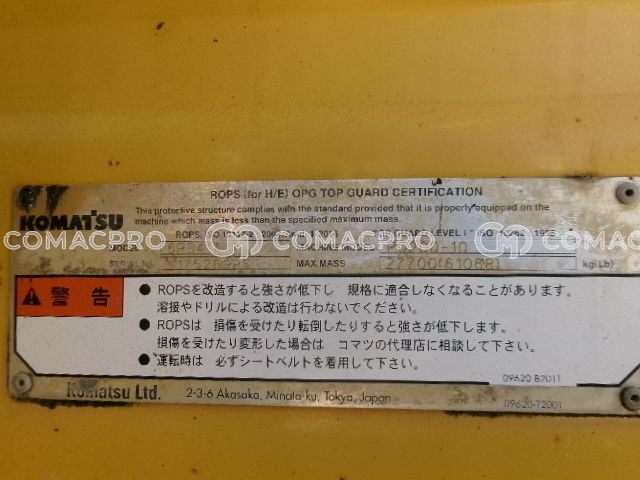 ROPS (for H/E) OPG TOP GUARD CERTIFICATION
KOMATSU
This protective structure complies with the standard provided that it is properly equipped on the
machine which mass is less than the specified maximum mass.
ROPS
COMACPRO COMACPRO COMACPRO
MODEL
SERIAL No. MAX.MASS 27700(61068) kg(Lb)
警告
● ROPSを改造すると強さが低下し 規格に適合しなくなることがあります。
溶接やドリルによる改造は行わないでください。
● ROPSは 損傷を受けたり転倒したりすると強さが低下します。
損傷を受けたり変形した場合は コマツの代理店に相談して下さい。
● 運転時は 必ずシートベルトを着用して下さい。
09620-B2011
Komatsu Ltd. 2-3-6 Akasaka, Minato-ku, Tokyo, Japan
09620-T2001